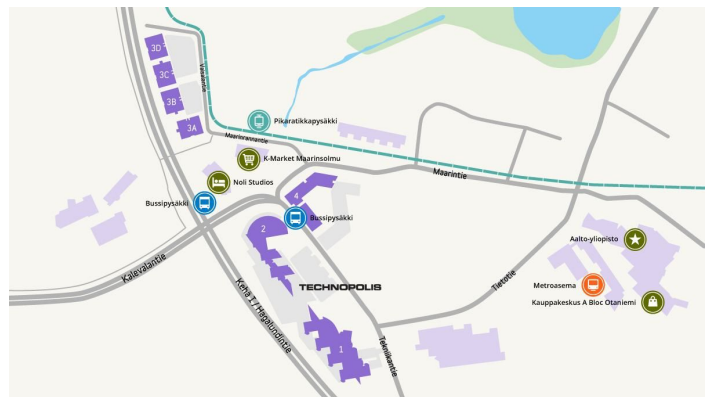 3D
3C
3B
3A
Vaisalantie
Pikaratikkapysäkki
Maarinrannantie
K-Market Maarinsolmu
Maarintie
Noli Studios
Bussipysäkki
4
Bussipysäkki
2
Aalto-yliopisto
Kalevalantie
Kehä I / Hagalundintie
TECHNOPOLIS
Tietotie
Metroasema
Kauppakeskus A Bloc Otaniemi
1
Tekniikantie